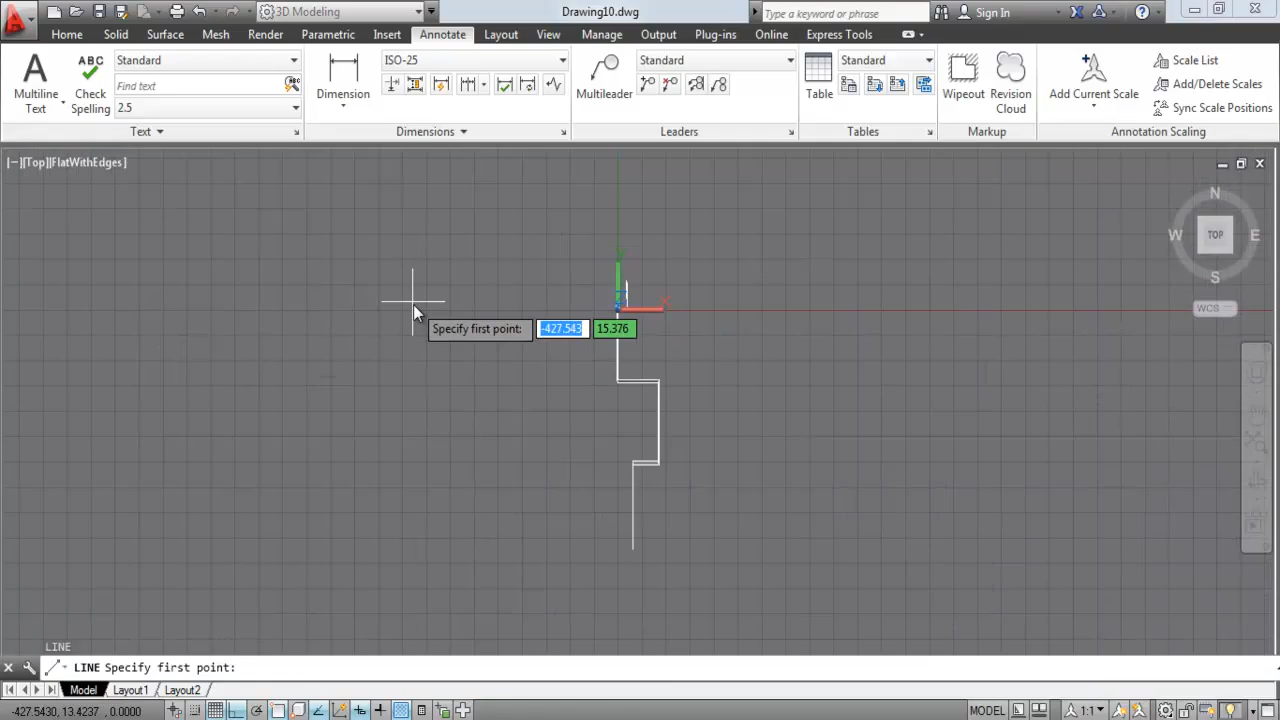 3D Modeling
Drawing10.dwg
Type a keyword or phrase
Sign In
Home Solid Surface Mesh Render Parametric Insert Annotate Layout View Manage Output Plug-ins Online Express Tools
Multiline Text
ABC
Check Spelling
Standard
Find text
2.5
Dimension
ISO-25
Multileader
Standard
Table
Standard
Wipeout
Revision Cloud
Add Current Scale
Scale List
Add/Delete Scales
Sync Scale Positions
Text Dimensions Leaders Tables Markup Annotation Scaling
[−][Top][FlatWithEdges]
N
W TOP E
S
WCS
X
Specify first point: -427.543 15.376
LINE
LINE Specify first point:
Model Layout1 Layout2
-427.5430, 13.4237 , 0.0000
MODEL
1:1